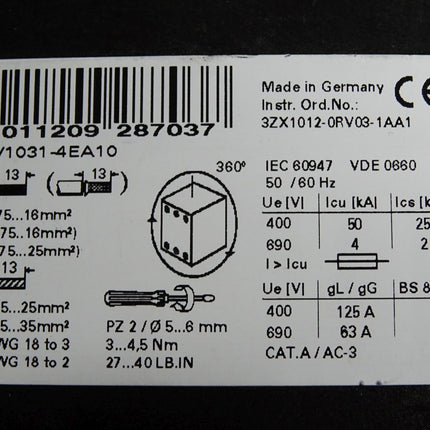 Made in Germany
Instr. Ord.No.:
3ZX1012-0RV03-1AA1
CE
011209 287037
V1031-4EA10
13
( 13 )
360°
IEC 60947 VDE 0660
50 / 60 Hz
75...16mm²
75...16mm²)
75...25mm²)
13
Ue [V] Icu [kA] Ics [k
400 50 25
690 4 2
I > Icu
5...25mm²
5...35mm²
WG 18 to 3
WG 18 to 2
PZ 2 / Ø 5...6 mm
3...4,5 Nm
27...40 LB.IN
Ue [V] gL / gG BS 8
400 125 A
690 63 A
CAT.A / AC-3